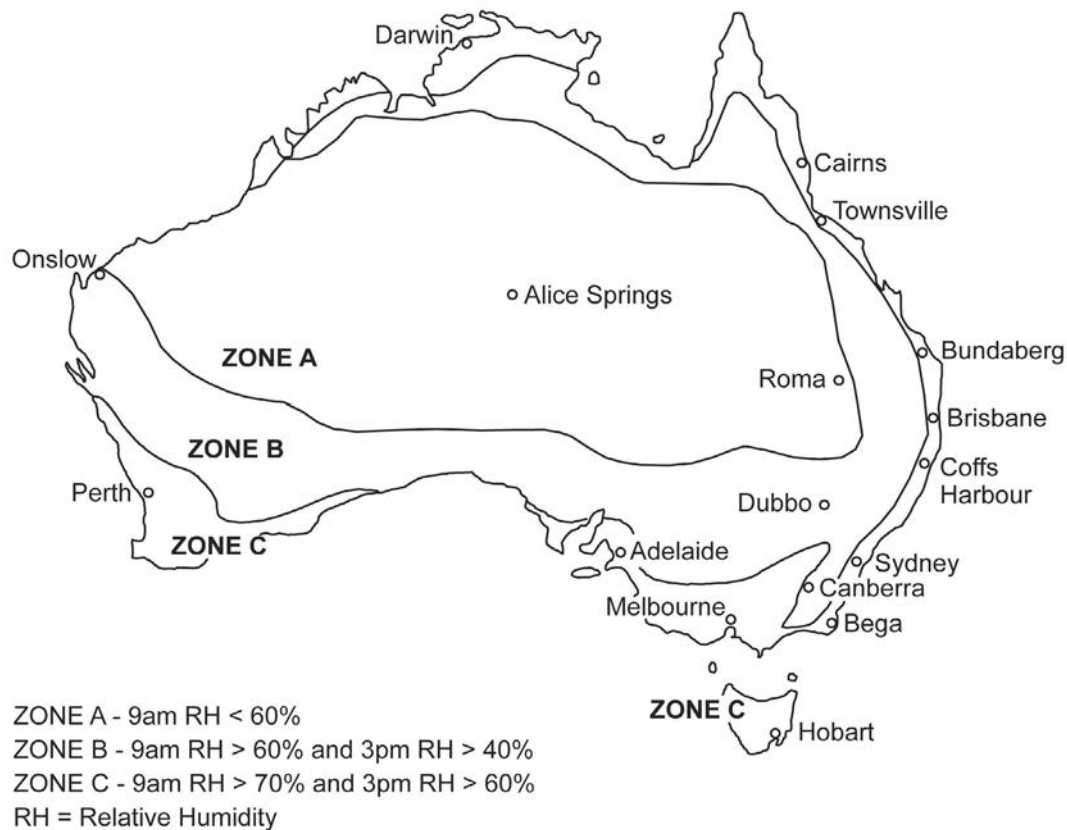 Darwin
Cairns
Townsville
Onslow
Alice Springs
ZONE A
Bundaberg
Roma
Brisbane
ZONE B
Coffs
Harbour
Perth
Dubbo
ZONE C
Adelaide
Sydney
Canberra
Melbourne
Bega
ZONE C
Hobart
ZONE A - 9am RH < 60%
ZONE B - 9am RH > 60% and 3pm RH > 40%
ZONE C - 9am RH > 70% and 3pm RH > 60%
RH = Relative Humidity